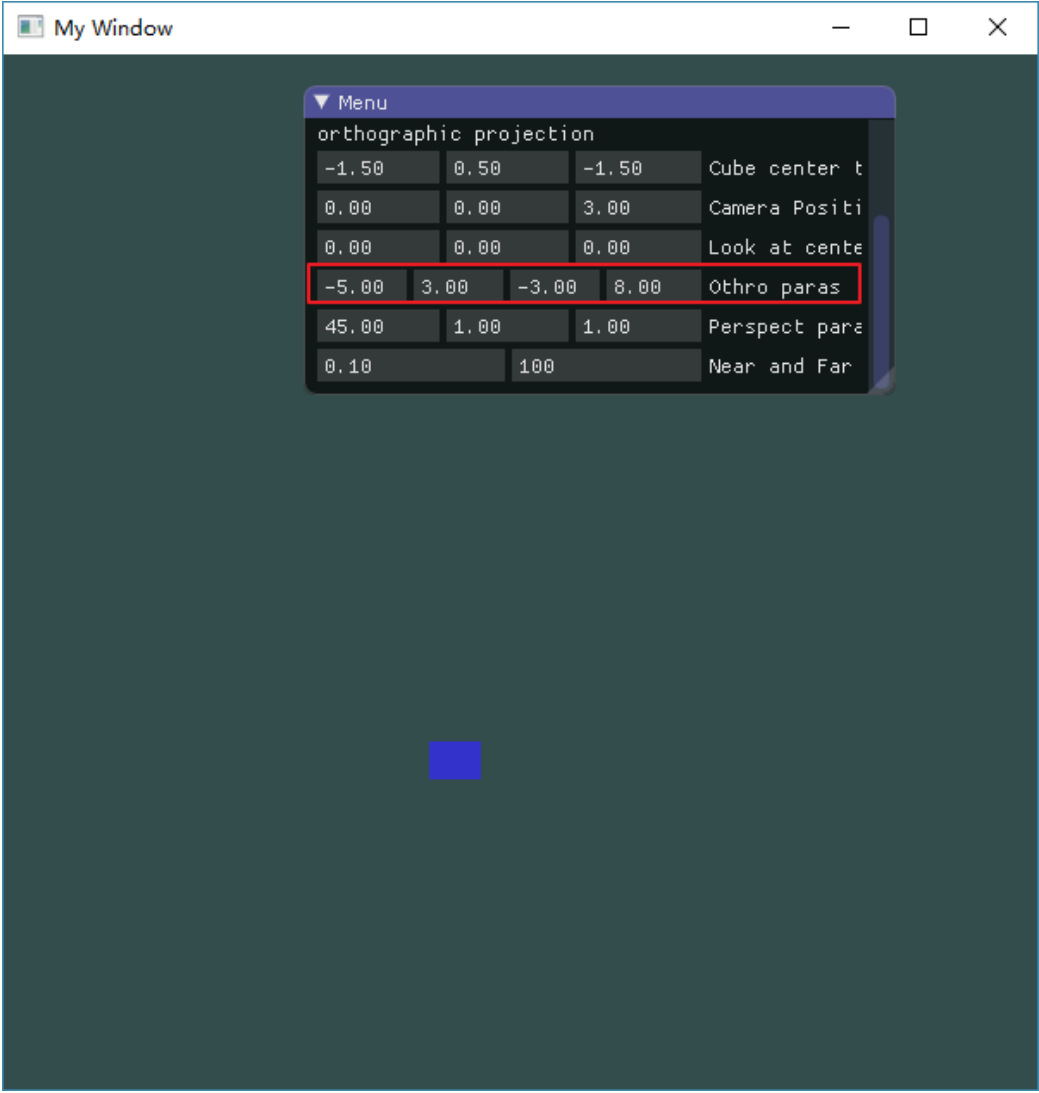 My Window
Menu
orthographic projection
-1.50 0.50 -1.50 Cube center t
0.00 0.00 3.00 Camera Positi
0.00 0.00 0.00 Look at cente
-5.00 3.00 -3.00 8.00 Othro paras
45.00 1.00 1.00 Perspect para
0.10 100 Near and Far